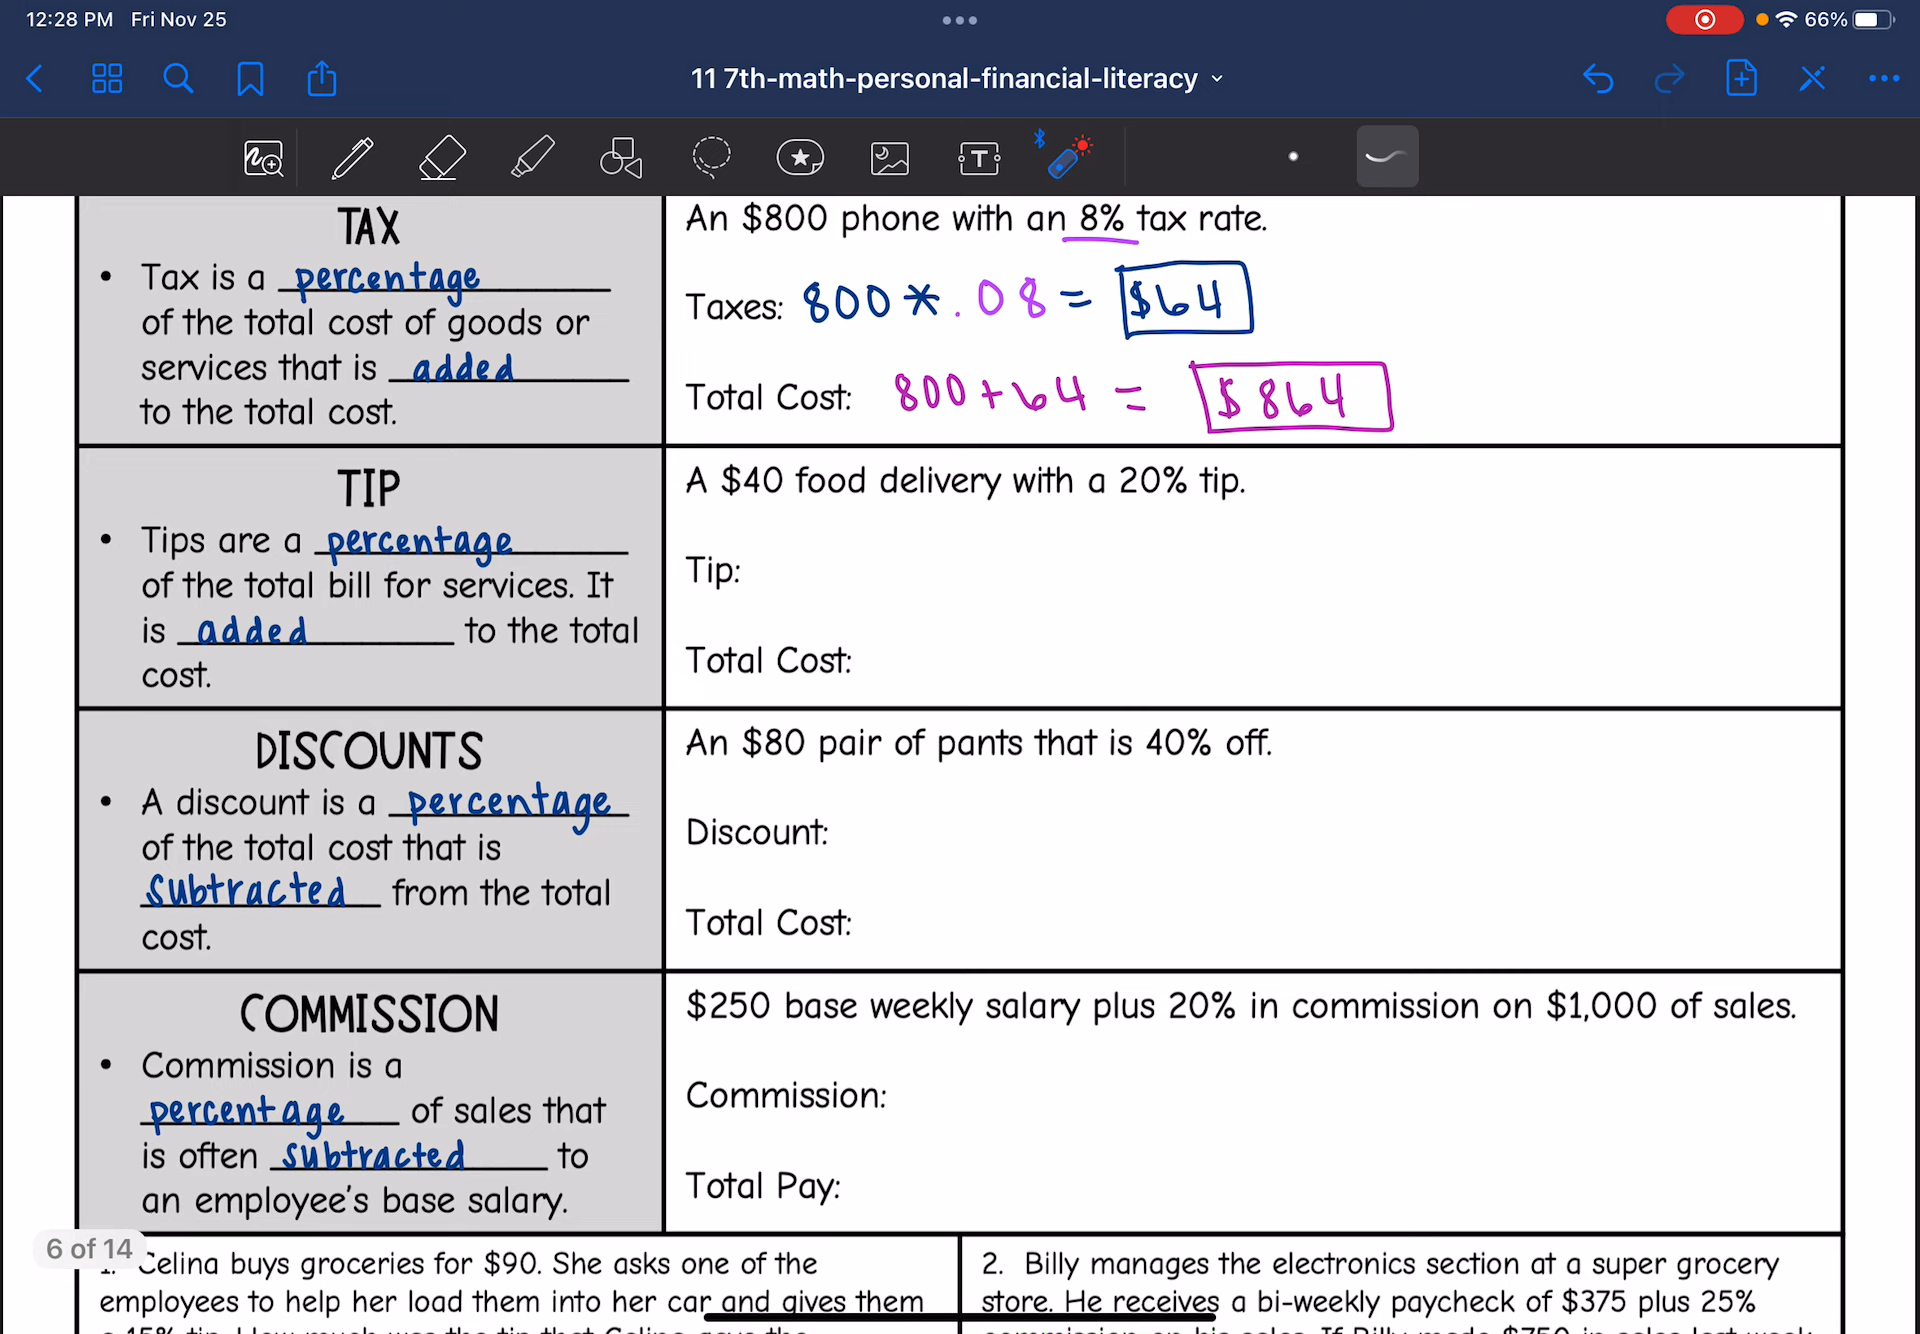 12:28 PM Fri Nov 25
66%
11 7th-math-personal-financial-literacy
T
TAX
• Tax is a percentage
of the total cost of goods or
services that is added
to the total cost.
An $800 phone with an 8% tax rate.
Taxes: 800 * .08 = $64
Total Cost: 800+64 = $864
TIP
• Tips are a percentage
of the total bill for services. It
is added to the total
cost.
A $40 food delivery with a 20% tip.
Tip:
Total Cost:
DISCOUNTS
• A discount is a percentage
of the total cost that is
subtracted from the total
cost.
An $80 pair of pants that is 40% off.
Discount:
Total Cost:
COMMISSION
• Commission is a
percentage of sales that
is often subtracted to
an employee's base salary.
$250 base weekly salary plus 20% in commission on $1,000 of sales.
Commission:
Total Pay:
6 of 14
1. Celina buys groceries for $90. She asks one of the
employees to help her load them into her car and gives them
2. Billy manages the electronics section at a super grocery
store. He receives a bi-weekly paycheck of $375 plus 25%